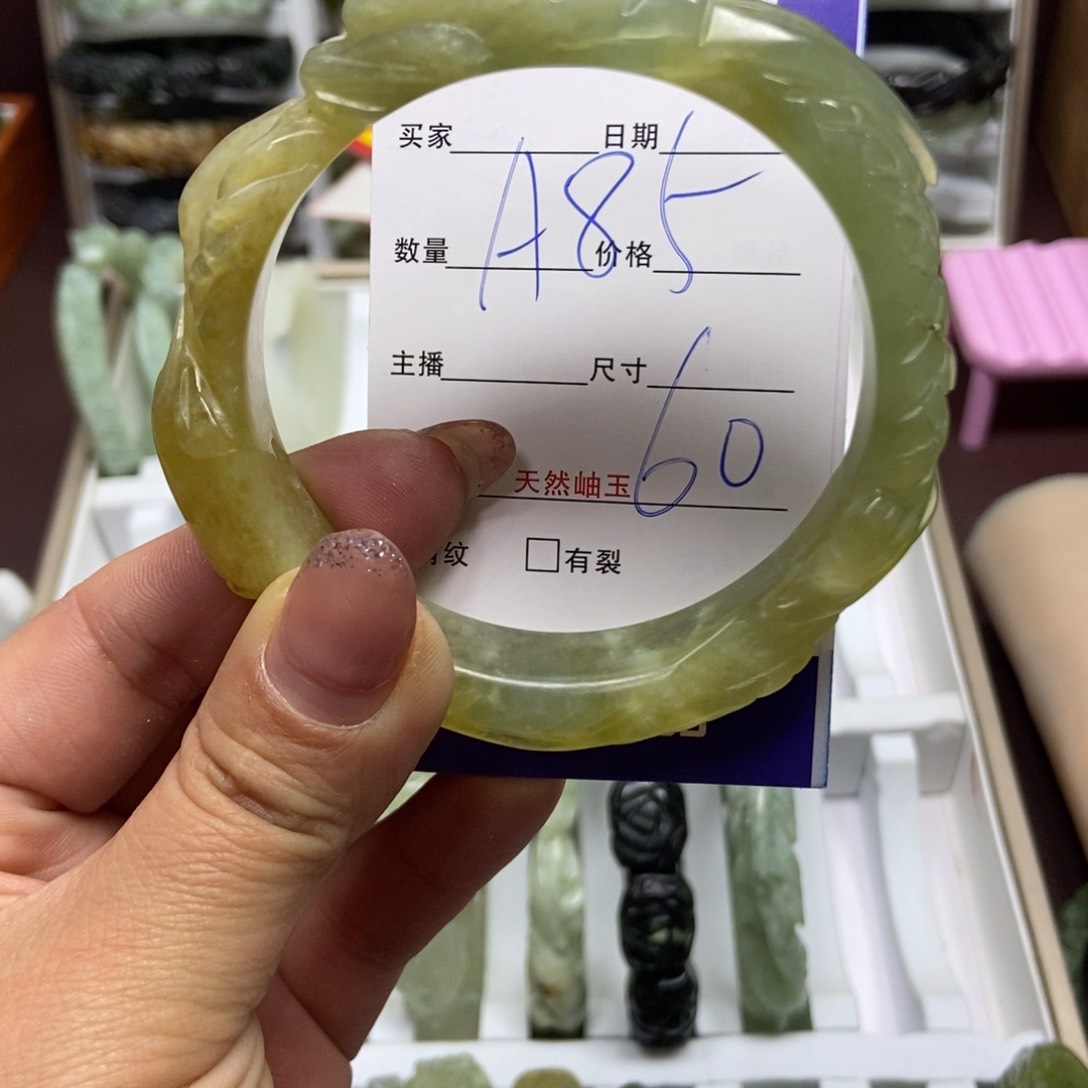 买家 日期
A85
数量 价格
主播 尺寸
60
天然岫玉
纹 有裂